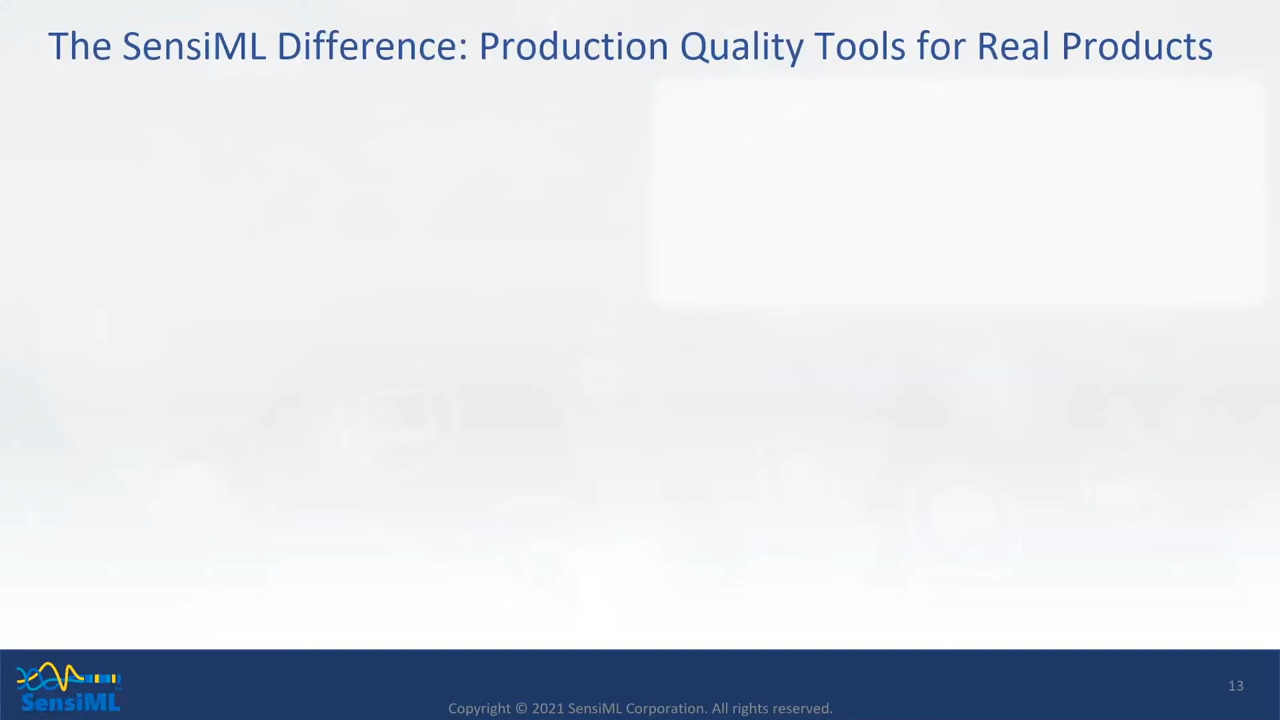 The SensiML Difference: Production Quality Tools for Real Products
SensiML
13
Copyright © 2021 SensiML Corporation. All rights reserved.